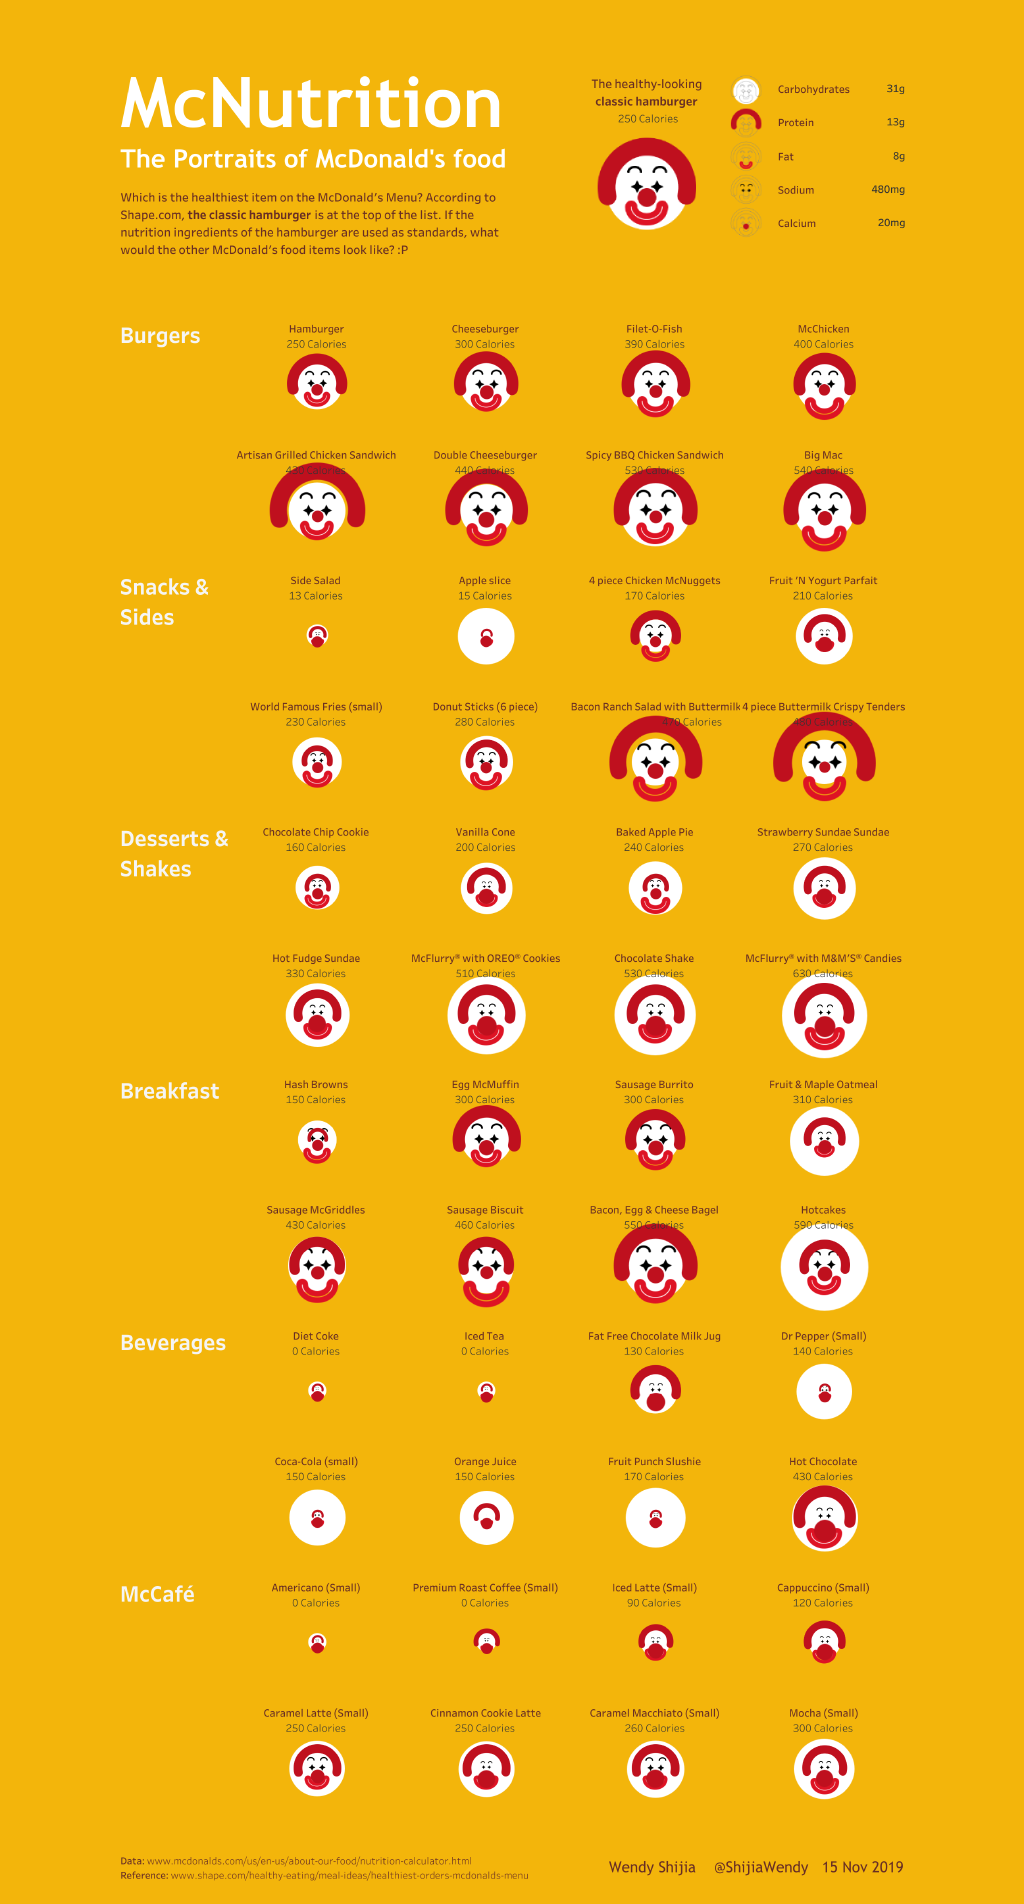 McNutrition
The Portraits of McDonald's food
Which is the healthiest item on the McDonald's Menu? According to
Shape.com, the classic hamburger is at the top of the list. If the
nutrition ingredients of the hamburger are used as standards, what
would the other McDonald's food items look like? :P
The healthy-looking
classic hamburger
250 Calories
Carbohydrates 31g
Protein 13g
Fat 8g
Sodium 480mg
Calcium 20mg
Burgers
Hamburger Cheeseburger Filet-O-Fish McChicken
250 Calories 300 Calories 390 Calories 400 Calories
Artisan Grilled Chicken Sandwich Double Cheeseburger Spicy BBQ Chicken Sandwich Big Mac
Calories 440 Calories 530 Calories 540 Calories
Snacks &
Sides
Side Salad Apple slice 4 piece Chicken McNuggets Fruit 'N Yogurt Parfait
13 Calories 15 Calories 170 Calories 210 Calories
World Famous Fries (small) Donut Sticks (6 piece) Bacon Ranch Salad with Buttermilk 4 piece Buttermilk Crispy Tenders
230 Calories 280 Calories 470 Calories Calories
Desserts &
Shakes
Chocolate Chip Cookie Vanilla Cone Baked Apple Pie Strawberry Sundae Sundae
160 Calories 200 Calories 240 Calories 270 Calories
Hot Fudge Sundae McFlurry® with OREO® Cookies Chocolate Shake McFlurry® with M&M'S® Candies
330 Calories 510 Calories 530 Calories 630 Calories
Breakfast
Hash Browns Egg McMuffin Sausage Burrito Fruit & Maple Oatmeal
150 Calories 300 Calories 300 Calories 310 Calories
Sausage McGriddles Sausage Biscuit Bacon, Egg & Cheese Bagel Hotcakes
430 Calories 460 Calories 550 Calories 590 Calories
Beverages
Diet Coke Iced Tea Fat Free Chocolate Milk Jug Dr Pepper (Small)
0 Calories 0 Calories 130 Calories 140 Calories
Coca-Cola (small) Orange Juice Fruit Punch Slushie Hot Chocolate
150 Calories 150 Calories 170 Calories 430 Calories
McCafé
Americano (Small) Premium Roast Coffee (Small) Iced Latte (Small) Cappuccino (Small)
0 Calories 0 Calories 90 Calories 120 Calories
Caramel Latte (Small) Cinnamon Cookie Latte Caramel Macchiato (Small) Mocha (Small)
250 Calories 250 Calories 260 Calories 300 Calories
Data: www.mcdonalds.com/us/en-us/about-our-food/nutrition-calculator.html
Reference: www.shape.com/healthy-eating/meal-ideas/healthiest-orders-mcdonalds-menu
Wendy Shijia @ShijiaWendy 15 Nov 2019